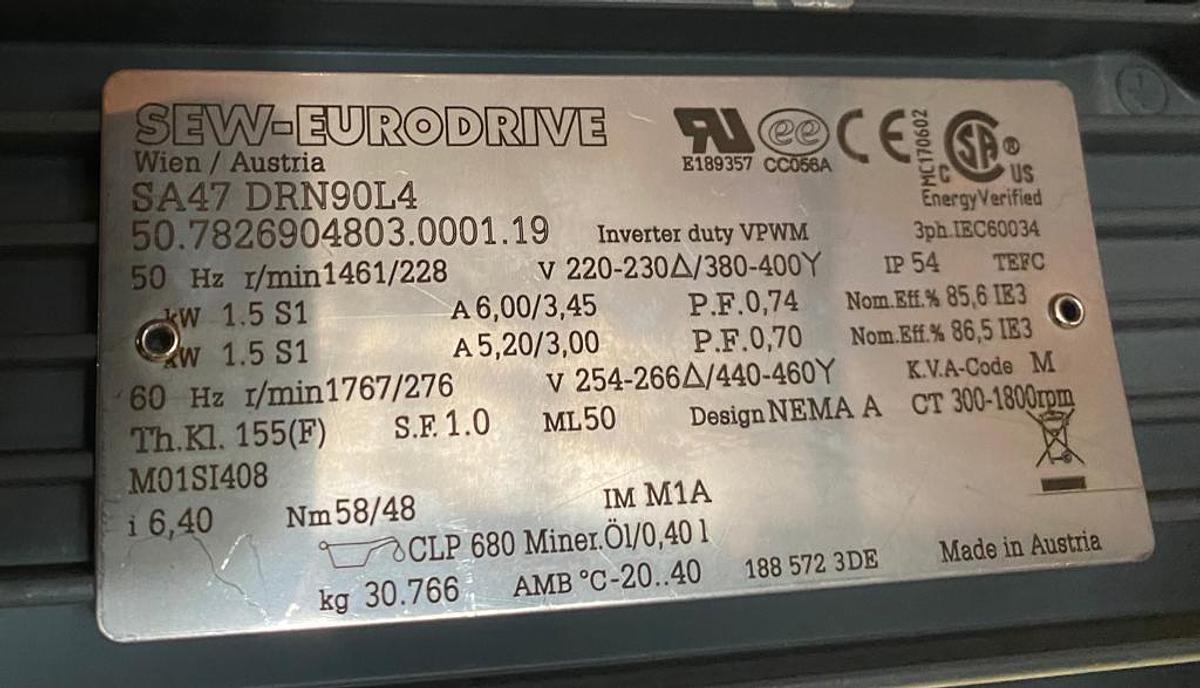 SEW-EURODRIVE
Wien / Austria
E189357 CC056A
MC170602
C US
EnergyVerified
SA47 DRN90L4
50.7826904803.0001.19 Inverter duty VPWM 3ph.IEC60034
50 Hz r/min1461/228 V 220-230Δ/380-400Y IP 54 TEFC
kW 1.5 S1 A 6,00/3,45 P.F.0,74 Nom.Eff.% 85,6 IE3
kW 1.5 S1 A 5,20/3,00 P.F.0,70 Nom.Eff.% 86,5 IE3
60 Hz r/min1767/276 V 254-266Δ/440-460Y K.V.A-Code M
Th.Kl. 155(F) S.F. 1.0 ML50 Design NEMA A CT 300-1800rpm
M01SI408
i 6,40 Nm 58/48 IM M1A
CLP 680 Miner.Öl/0,40 l
kg 30.766 AMB °C-20..40 188 572 3DE Made in Austria